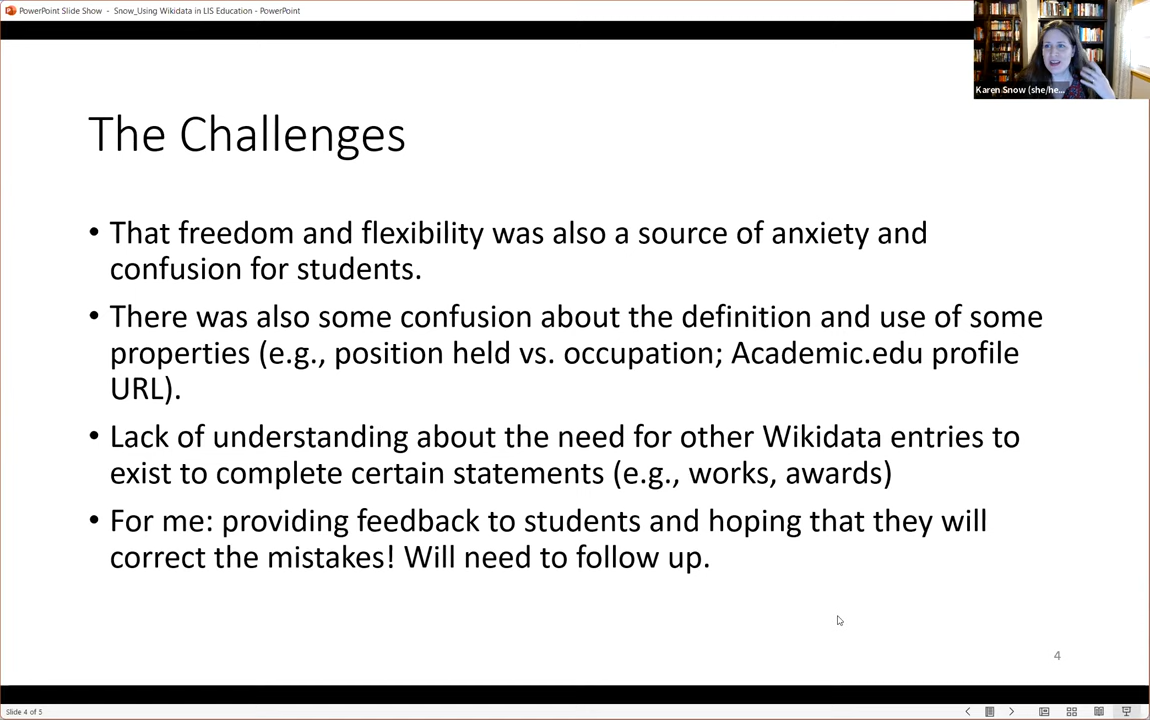 PowerPoint Slide Show - Snow_Using Wikidata in LIS Education - PowerPoint
Karen Snow (she/he...
The Challenges
• That freedom and flexibility was also a source of anxiety and
confusion for students.
• There was also some confusion about the definition and use of some
properties (e.g., position held vs. occupation; Academic.edu profile
URL).
• Lack of understanding about the need for other Wikidata entries to
exist to complete certain statements (e.g., works, awards)
• For me: providing feedback to students and hoping that they will
correct the mistakes! Will need to follow up.
4
Slide 4 of 5